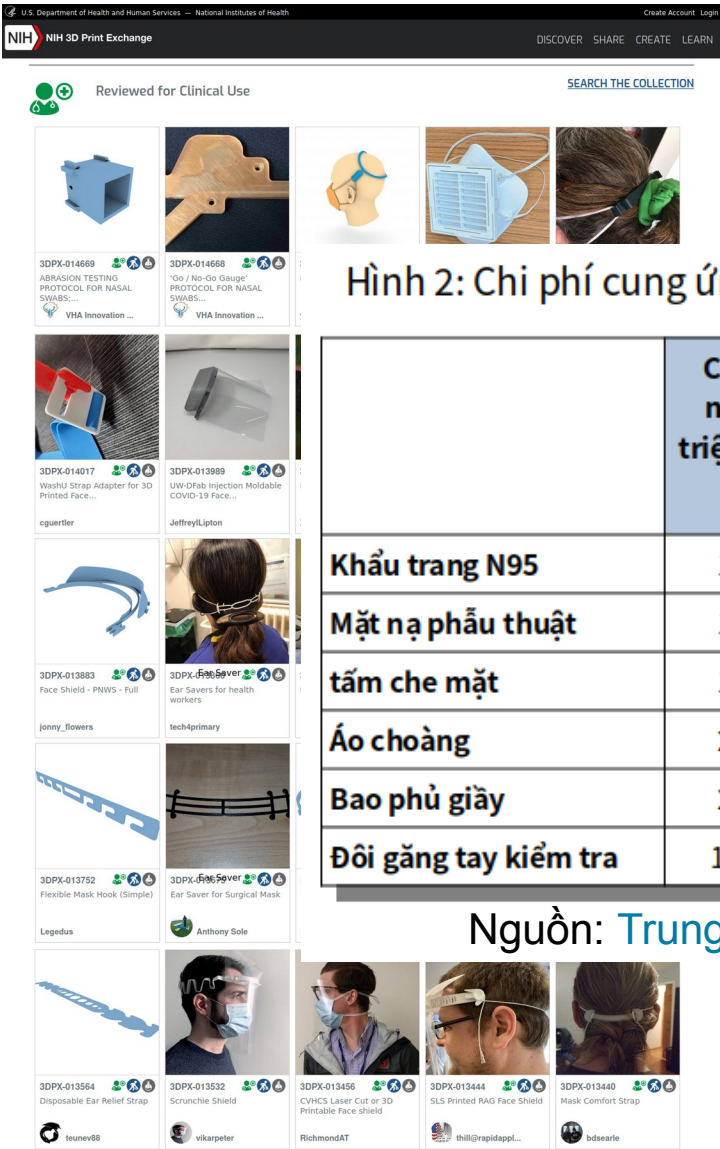 U.S. Department of Health and Human Services — National Institutes of Health
Create Account Login
NIH NIH 3D Print Exchange
DISCOVER SHARE CREATE LEARN
Reviewed for Clinical Use
SEARCH THE COLLECTION
3DPX-014669
ABRASION TESTING
PROTOCOL FOR NASAL
SWABS;...
VHA Innovation ...
3DPX-014668
'Go / No-Go Gauge'
PROTOCOL FOR NASAL
SWABS...
VHA Innovation ...
Hình 2: Chi phí cung
3DPX-014017
WashU Strap Adapter for 3D
Printed Face...
cguertler
3DPX-013989
UW-DFab Injection Moldable
COVID-19 Face...
JeffreylLipton
Khẩu trang N95
Mặt nạ phẫu thuật
tấm che mặt
Áo choàng
Bao phủ giầy
Đôi găng tay kiểm tra
Nguồn: Trung
3DPX-013883
Face Shield - PNWS - Full
jonny_flowers
Ear Saver
Ear Savers for health
workers
tech4primary
3DPX-013752
Flexible Mask Hook (Simple)
Legedus
Ear Saver
Ear Saver for Surgical Mask
Anthony Sole
3DPX-013564
Disposable Ear Relief Strap
teunev88
3DPX-013532
Scrunchie Shield
vikarpeter
3DPX-013456
CVHCS Laser Cut or 3D
Printable Face shield
RichmondAT
3DPX-013444
SLS Printed RAG Face Shield
thill@rapidappl...
3DPX-013440
Mask Comfort Strap
bdsearle